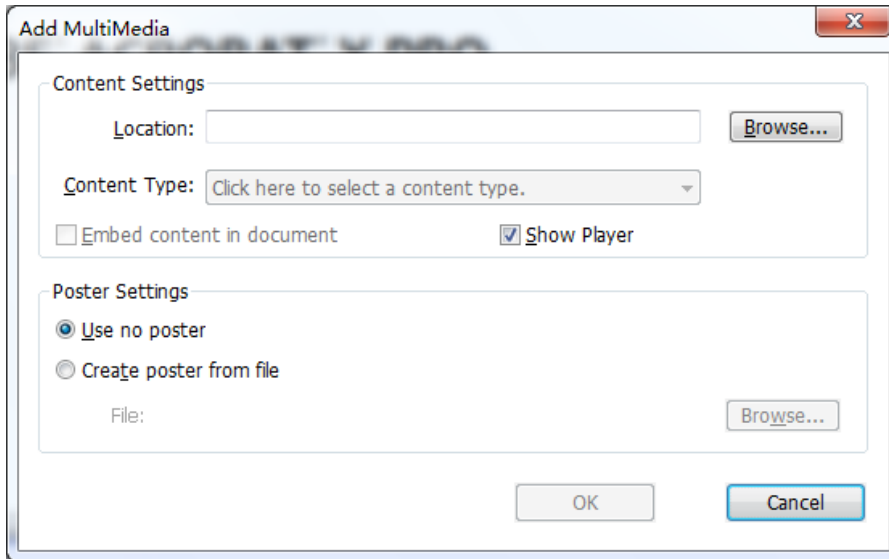 Add MultiMedia
Content Settings
Location:
Browse...
Content Type: Click here to select a content type.
Embed content in document
Show Player
Poster Settings
Use no poster
Create poster from file
File:
Browse...
OK
Cancel